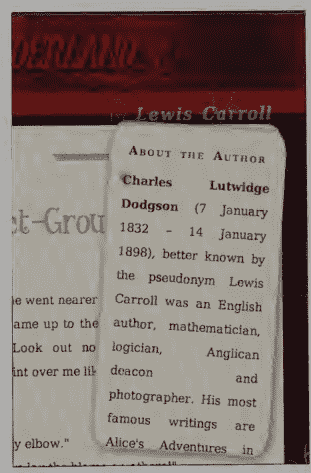 DERLAND
Lewis Carroll
ABOUT THE AUTHOR
Charles Lutwidge
Dodgson (7 January
1832 – 14 January
1898), better known by
the pseudonym Lewis
Carroll was an English
author, mathematician,
logician, Anglican
deacon and
photographer. His most
famous writings are
Alice's Adventures in
et-Grou
e went nearer
ame up to the
Look out no
int over me lik
y elbow."